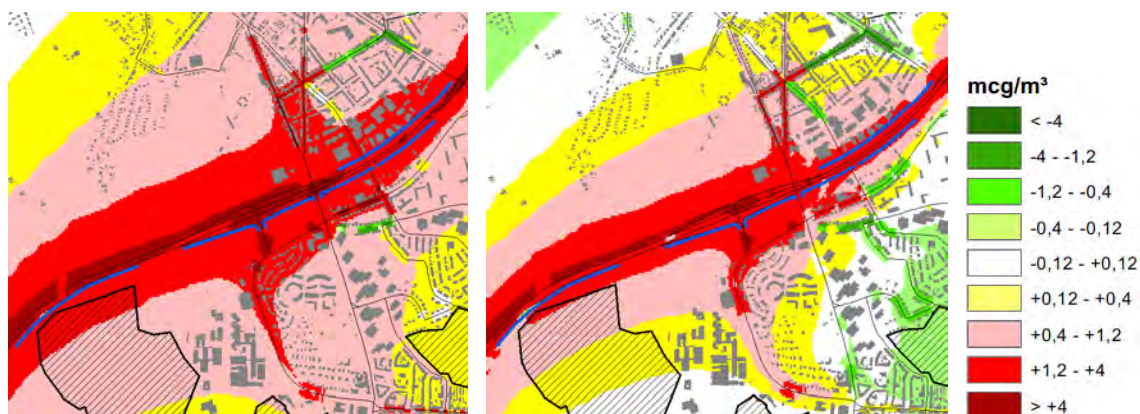 mcg/m³
< -4
-4 - -1,2
-1,2 - -0,4
-0,4 - -0,12
-0,12 - +0,12
+0,12 - +0,4
+0,4 - +1,2
+1,2 - +4
> +4